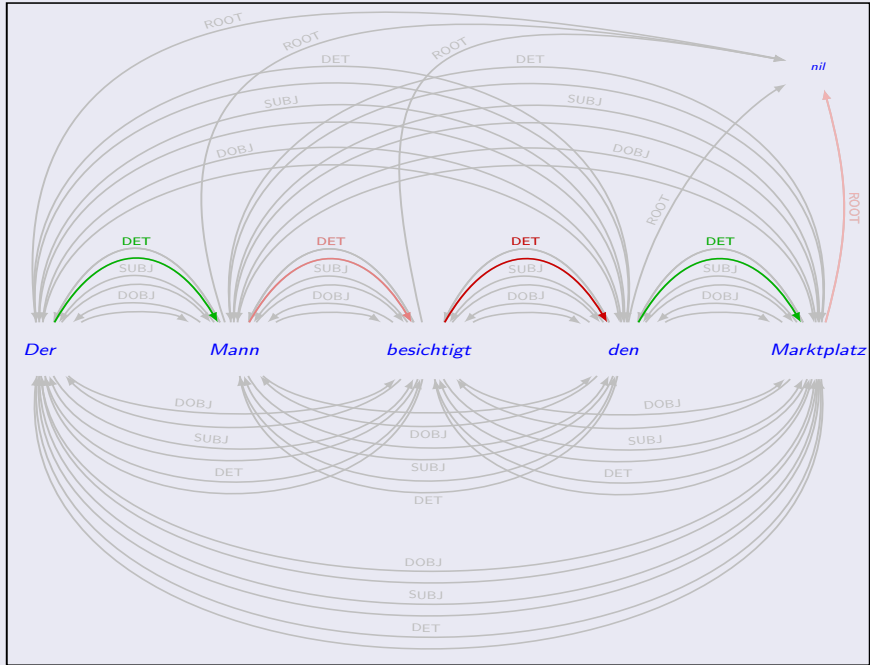 ROOT
ROOT
ROOT
DET
DET
nil
SUBJ
SUBJ
DOBJ
DOBJ
ROOT
ROOT
DET
DET
DET
DET
SUBJ
SUBJ
SUBJ
SUBJ
DOBJ
DOBJ
DOBJ
DOBJ
Der Mann besichtigt den Marktplatz
DOBJ
DOBJ
DOBJ
SUBJ
SUBJ
SUBJ
DET
DET
DET
DOBJ
SUBJ
DET